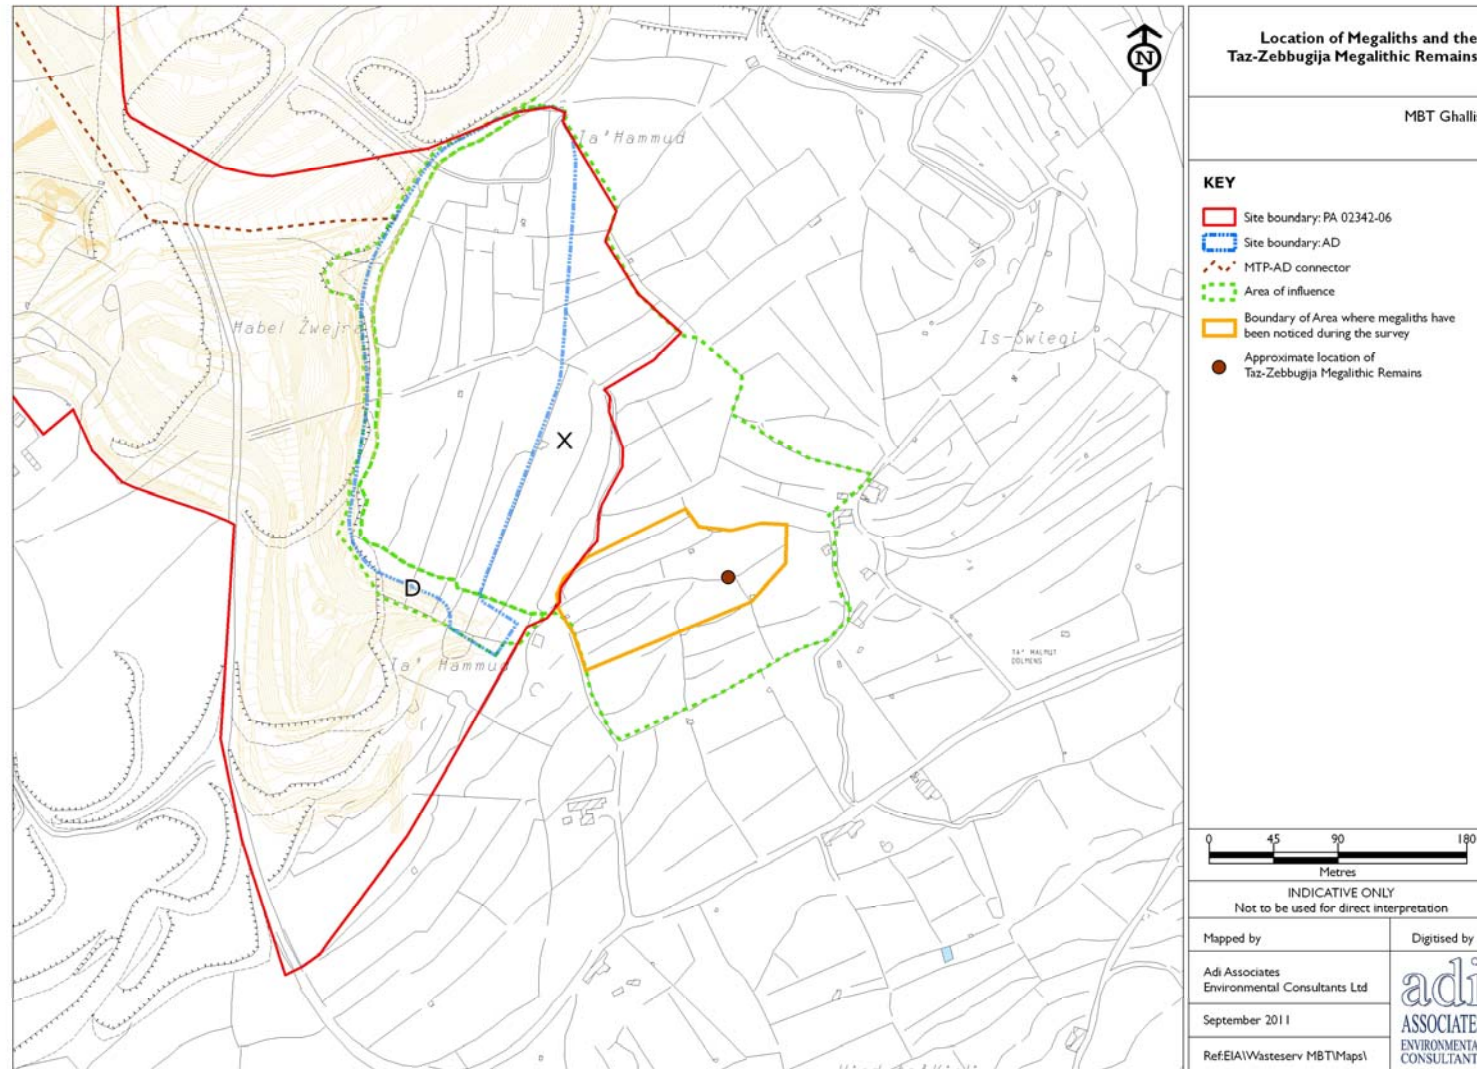 Ta' Ħammud
Ħabel Żwejra
Is-Swieqi
X
D
Ta' Ħammud
TA' ĦALMUT
DOLMENS
N
Location of Megaliths and the
Taz-Zebbugija Megalithic Remains
MBT Ghalli
KEY
Site boundary: PA 02342-06
Site boundary: AD
MTP-AD connector
Area of influence
Boundary of Area where megaliths have
been noticed during the survey
Approximate location of
Taz-Zebbugija Megalithic Remains
0 45 90 180
Metres
INDICATIVE ONLY
Not to be used for direct interpretation
Mapped by
Digitised by
Adi Associates
Environmental Consultants Ltd
September 2011
Ref:EIA\Wasteserv MBT\Maps\
adi
ASSOCIATE
ENVIRONMENTA
CONSULTANT